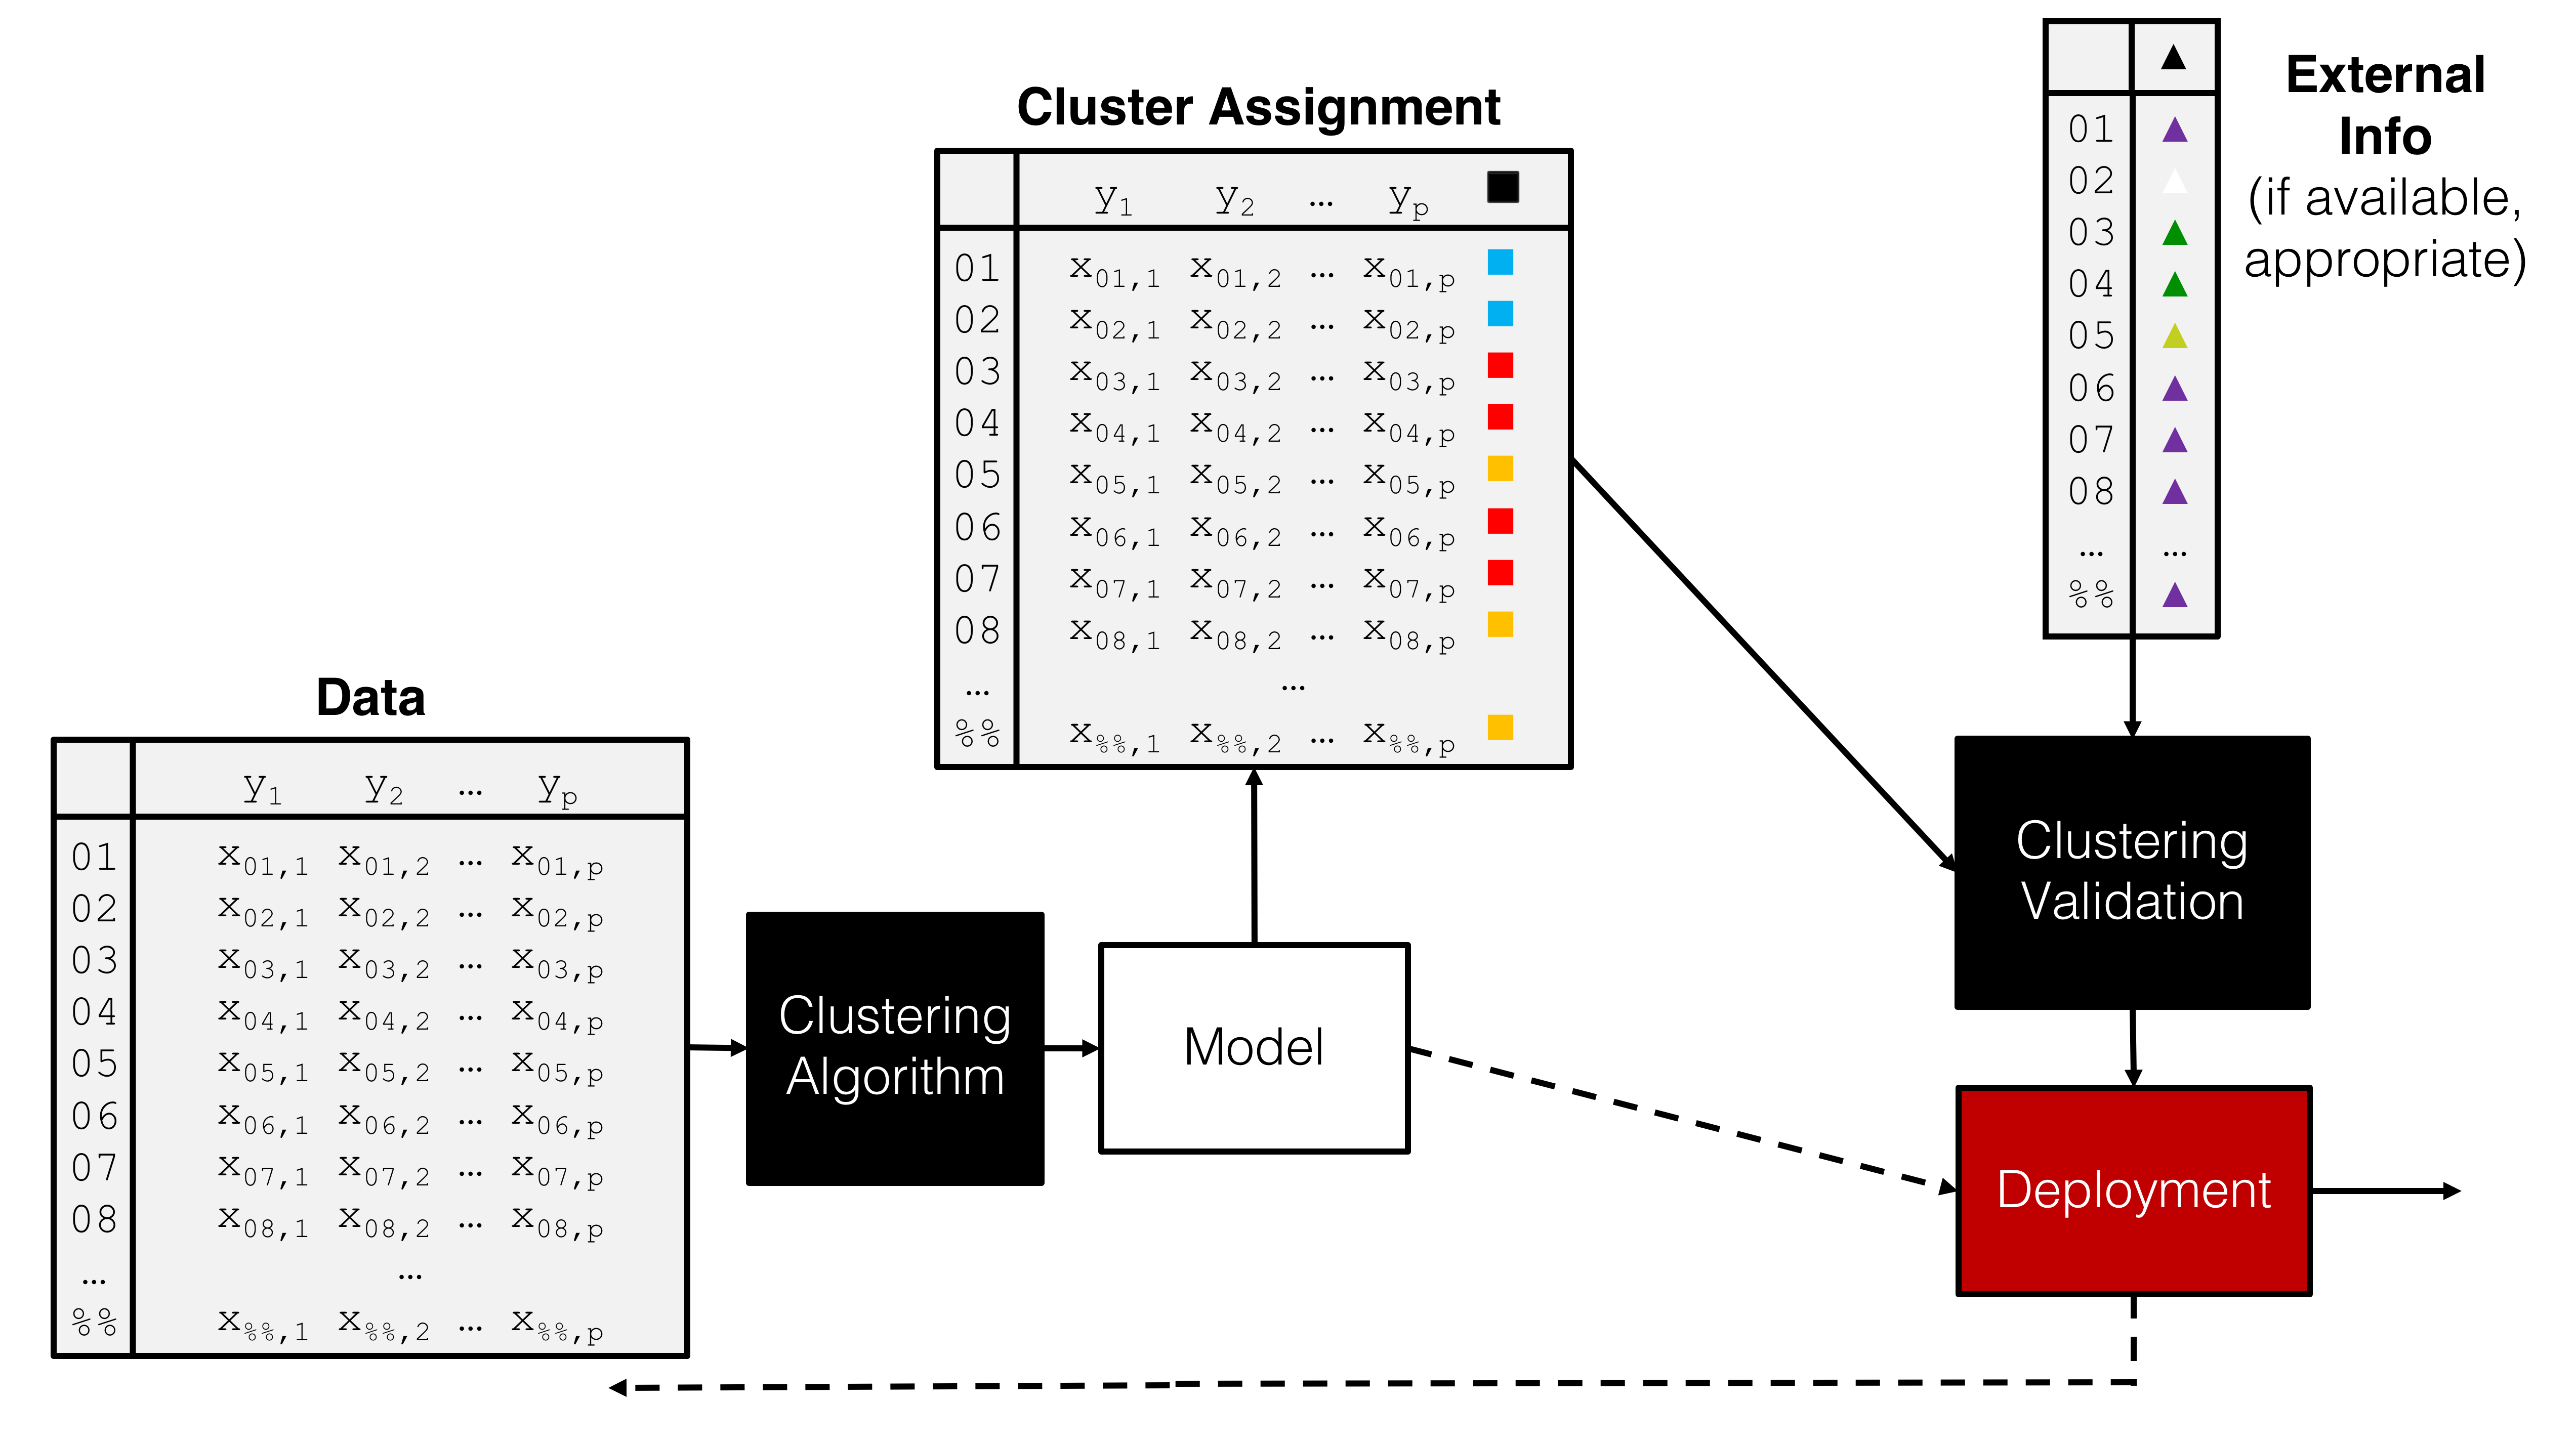 External
Info
(if available,
appropriate)
01
02
03
04
05
06
07
08
…
…
%%
Cluster Assignment
y₁ y₂ … yₚ
01 x01,1 x01,2 … x01,p
02 x02,1 x02,2 … x02,p
03 x03,1 x03,2 … x03,p
04 x04,1 x04,2 … x04,p
05 x05,1 x05,2 … x05,p
06 x06,1 x06,2 … x06,p
07 x07,1 x07,2 … x07,p
08 x08,1 x08,2 … x08,p
… …
%% x%%,1 x%%,2 … x%%,p
Data
y₁ y₂ … yₚ
01 x01,1 x01,2 … x01,p
02 x02,1 x02,2 … x02,p
03 x03,1 x03,2 … x03,p
04 x04,1 x04,2 … x04,p
05 x05,1 x05,2 … x05,p
06 x06,1 x06,2 … x06,p
07 x07,1 x07,2 … x07,p
08 x08,1 x08,2 … x08,p
… …
%% x%%,1 x%%,2 … x%%,p
Clustering
Algorithm
Model
Clustering
Validation
Deployment